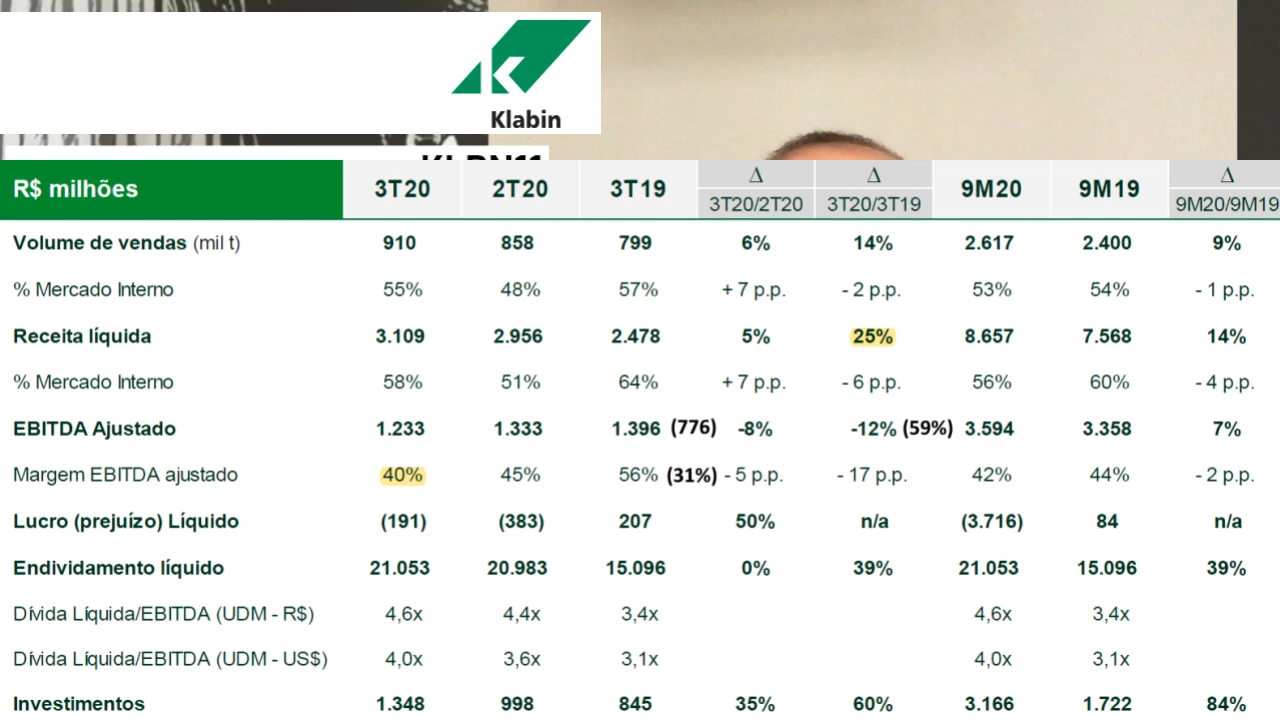 Klabin
R$ milhões 3T20 2T20 3T19 Δ 3T20/2T20 Δ 3T20/3T19 9M20 9M19 Δ 9M20/9M19
Volume de vendas (mil t) 910 858 799 6% 14% 2.617 2.400 9%
% Mercado Interno 55% 48% 57% + 7 p.p. - 2 p.p. 53% 54% - 1 p.p.
Receita líquida 3.109 2.956 2.478 5% 25% 8.657 7.568 14%
% Mercado Interno 58% 51% 64% + 7 p.p. - 6 p.p. 56% 60% - 4 p.p.
EBITDA Ajustado 1.233 1.333 1.396 (776) -8% -12% (59%) 3.594 3.358 7%
Margem EBITDA ajustado 40% 45% 56% (31%) - 5 p.p. - 17 p.p. 42% 44% - 2 p.p.
Lucro (prejuízo) Líquido (191) (383) 207 50% n/a (3.716) 84 n/a
Endividamento líquido 21.053 20.983 15.096 0% 39% 21.053 15.096 39%
Dívida Líquida/EBITDA (UDM - R$) 4,6x 4,4x 3,4x 4,6x 3,4x
Dívida Líquida/EBITDA (UDM - US$) 4,0x 3,6x 3,1x 4,0x 3,1x
Investimentos 1.348 998 845 35% 60% 3.166 1.722 84%